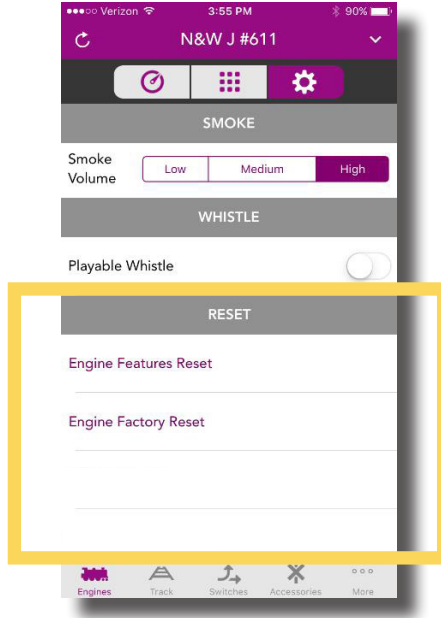 Verizon 3:55 PM 90%
N&W J #611
SMOKE
Smoke
Volume
Low Medium High
WHISTLE
Playable Whistle
RESET
Engine Features Reset
Engine Factory Reset
Engines Track Switches Accessories More